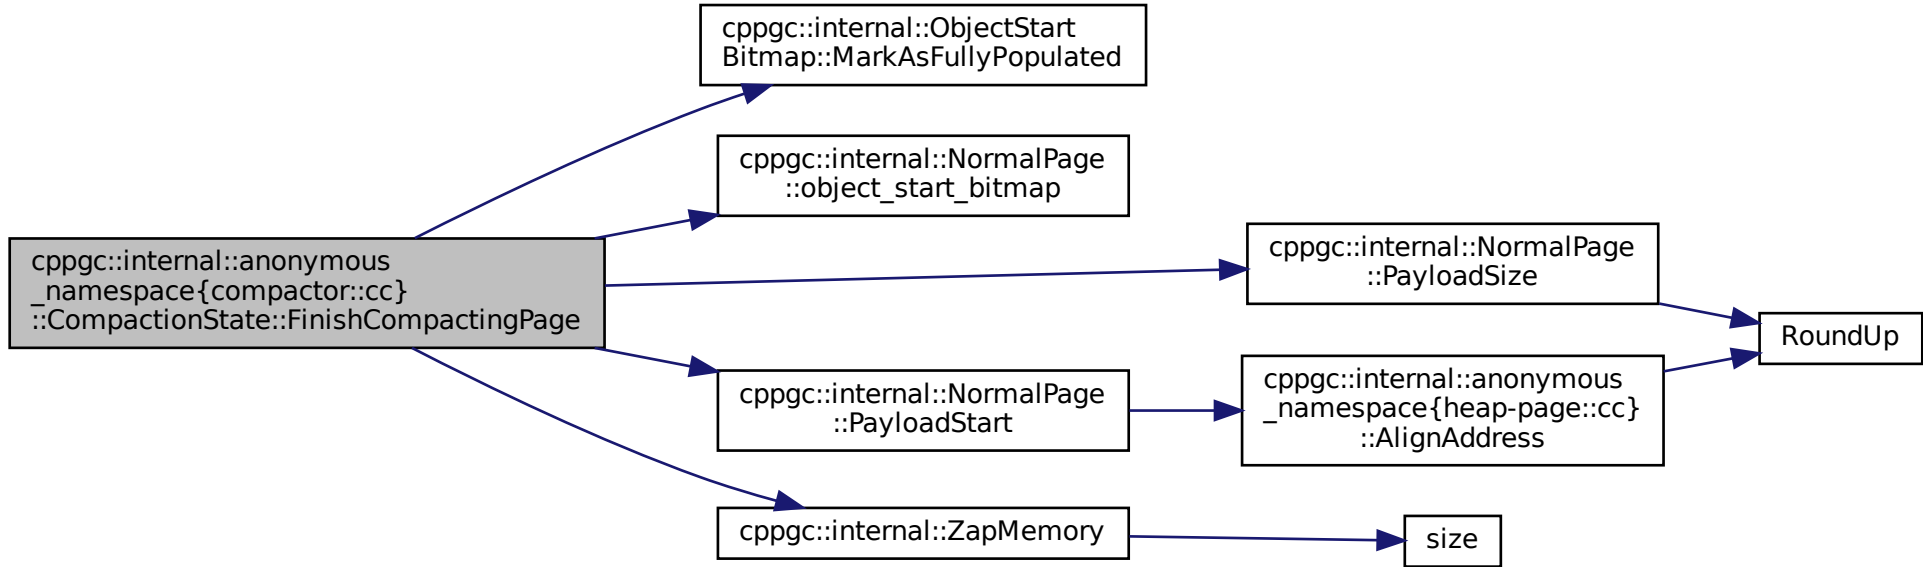 cppgc::internal::ObjectStart
Bitmap::MarkAsFullyPopulated
cppgc::internal::NormalPage
::object_start_bitmap
cppgc::internal::anonymous
_namespace{compactor::cc}
::CompactionState::FinishCompactingPage
cppgc::internal::NormalPage
::PayloadSize
RoundUp
cppgc::internal::NormalPage
::PayloadStart
cppgc::internal::anonymous
_namespace{heap-page::cc}
::AlignAddress
cppgc::internal::ZapMemory
size